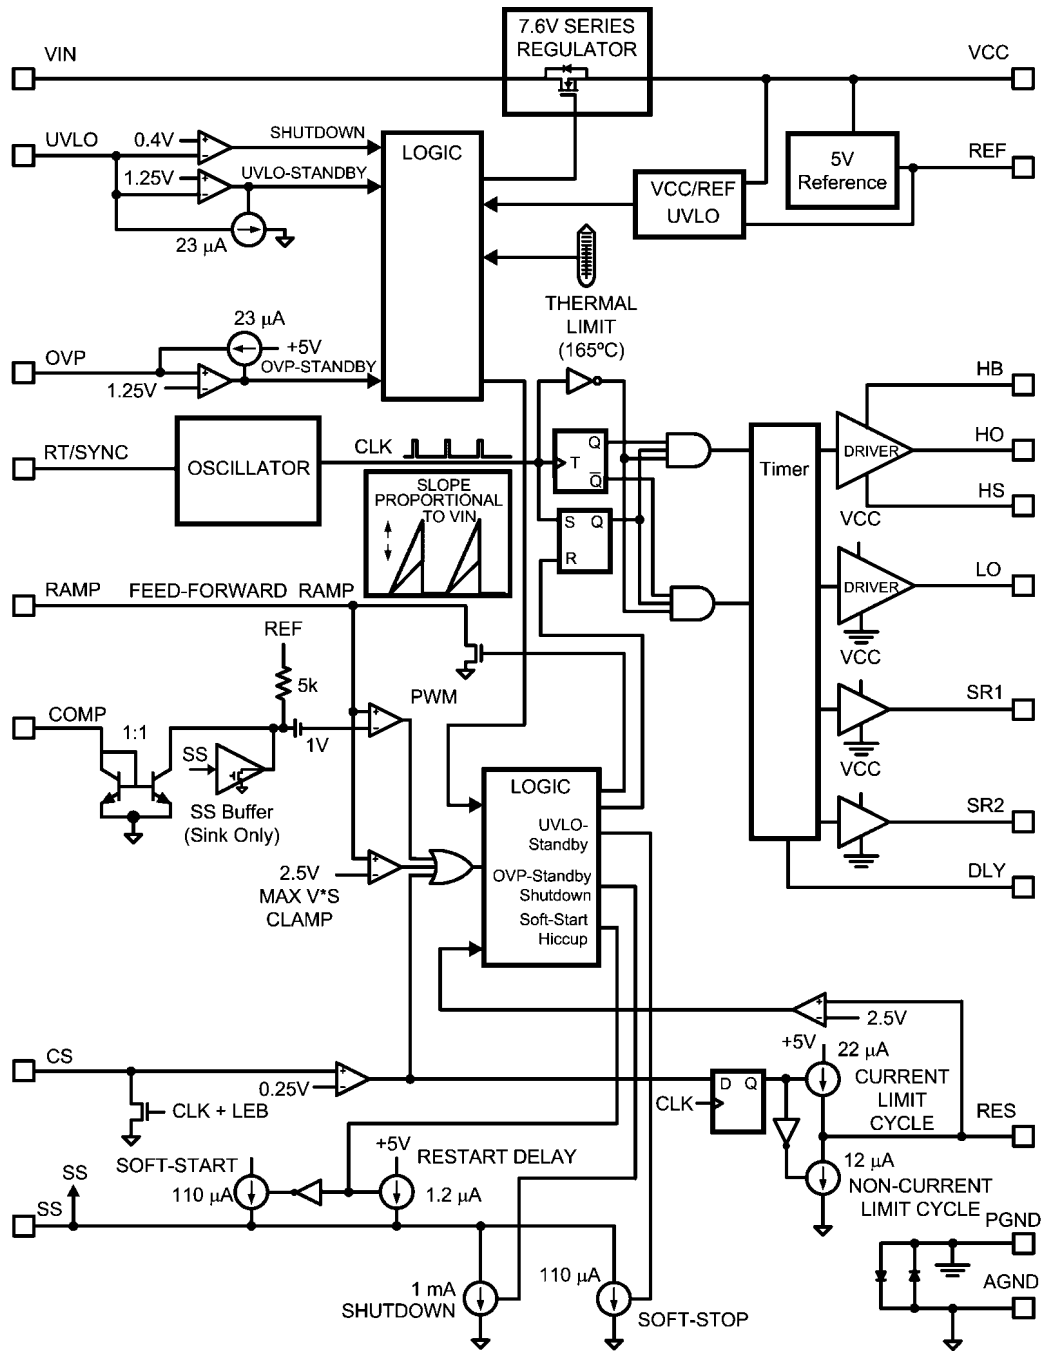 7.6V SERIES
REGULATOR
VIN
VCC
UVLO
0.4V
+
−
SHUTDOWN
LOGIC
1.25V
+
−
UVLO-STANDBY
23 µA
VCC/REF
UVLO
5V
Reference
REF
THERMAL
LIMIT
(165ºC)
23 µA
+5V
OVP
OVP-STANDBY
1.25V
+
−
RT/SYNC
OSCILLATOR
CLK
T
Q
Q̅
S
Q
R
SLOPE
PROPORTIONAL
TO VIN
Timer
DRIVER
HB
HO
HS
VCC
DRIVER
LO
VCC
SR1
VCC
SR2
DLY
RAMP
FEED-FORWARD RAMP
REF
5k
PWM
COMP
1:1
1V
+
−
SS
SS Buffer
(Sink Only)
2.5V
+
−
MAX V*S
CLAMP
LOGIC
UVLO-
Standby
OVP-Standby
Shutdown
Soft-Start
Hiccup
+
−
2.5V
CS
0.25V
+
−
CLK + LEB
D
Q
CLK
+5V
22 µA
CURRENT
LIMIT
CYCLE
RES
12 µA
NON-CURRENT
LIMIT CYCLE
SOFT-START
110 µA
+5V
RESTART DELAY
1.2 µA
SS
SS
1 mA
SHUTDOWN
110 µA
SOFT-STOP
PGND
AGND